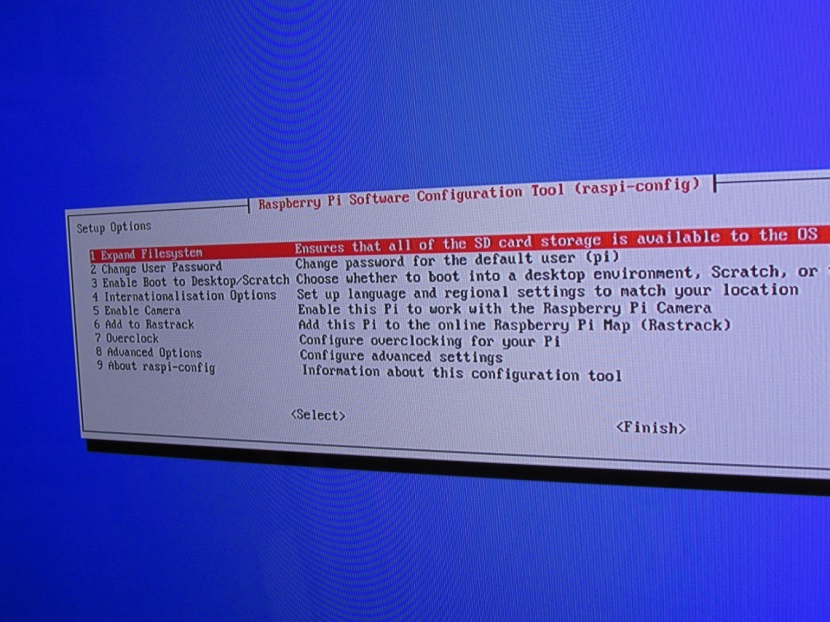 Raspberry Pi Software Configuration Tool (raspi-config)
Setup Options
1 Expand Filesystem Ensures that all of the SD card storage is available to the OS
2 Change User Password Change password for the default user (pi)
3 Enable Boot to Desktop/Scratch Choose whether to boot into a desktop environment, Scratch, or
4 Internationalisation Options Set up language and regional settings to match your location
5 Enable Camera Enable this Pi to work with the Raspberry Pi Camera
6 Add to Rastrack Add this Pi to the online Raspberry Pi Map (Rastrack)
7 Overclock Configure overclocking for your Pi
8 Advanced Options Configure advanced settings
9 About raspi-config Information about this configuration tool
<Select> <Finish>